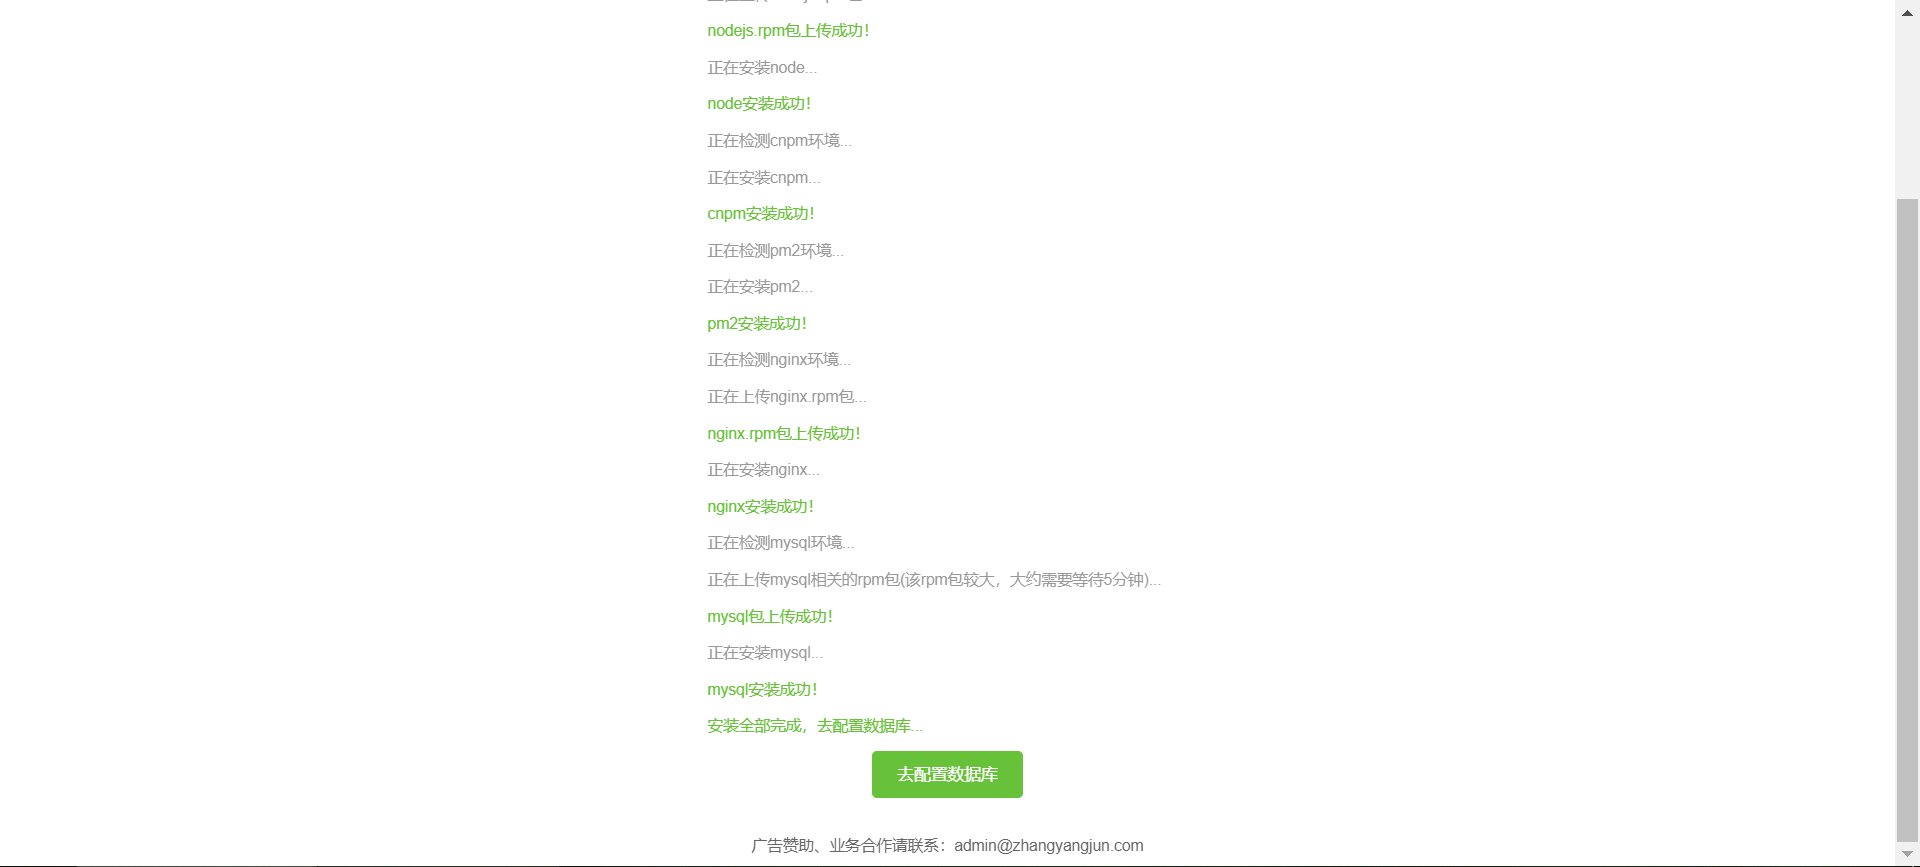 nodejs.rpm包上传成功！
正在安装node...
node安装成功！
正在检测cnpm环境...
正在安装cnpm...
cnpm安装成功！
正在检测pm2环境...
正在安装pm2...
pm2安装成功！
正在检测nginx环境...
正在上传nginx.rpm包...
nginx.rpm包上传成功！
正在安装nginx...
nginx安装成功！
正在检测mysql环境...
正在上传mysql相关的rpm包(该rpm包较大，大约需要等待5分钟)...
mysql包上传成功！
正在安装mysql...
mysql安装成功！
安装全部完成，去配置数据库...
去配置数据库
广告赞助、业务合作请联系：admin@zhangyangjun.com